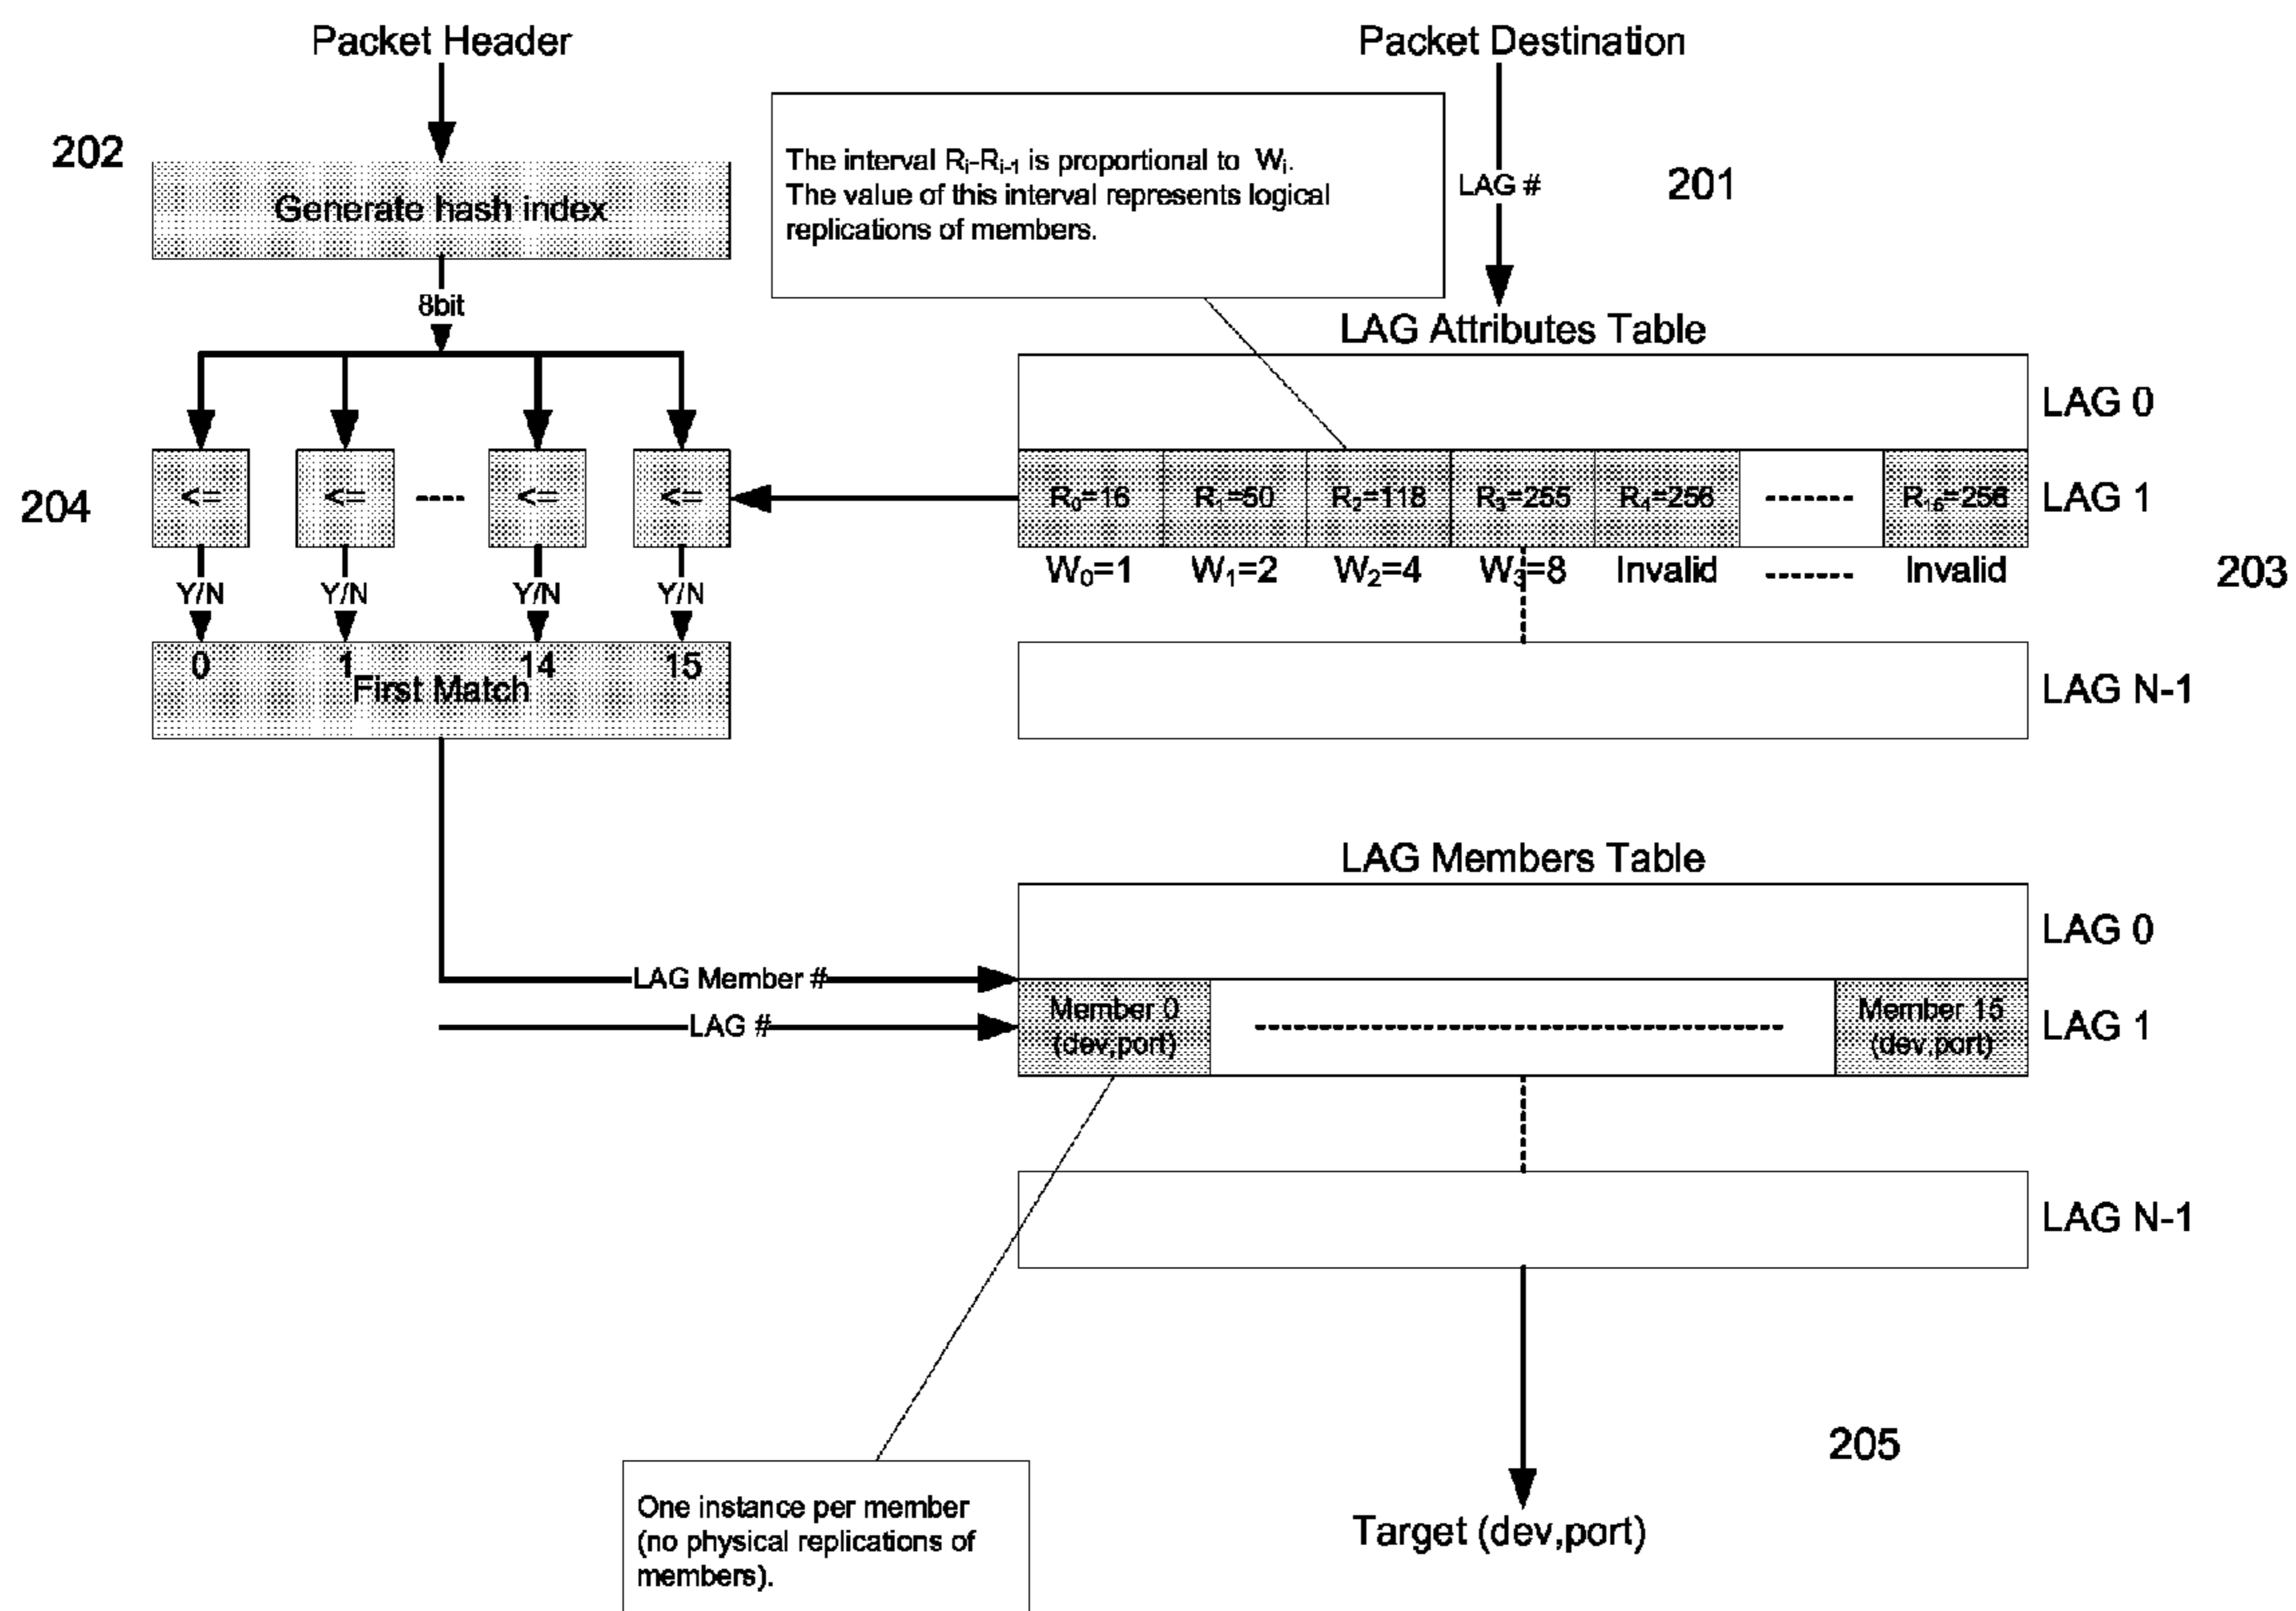 Packet Header
Packet Destination
202
The interval Ri-Ri-1 is proportional to Wi.
The value of this interval represents logical
replications of members.
LAG #
201
Generate hash index
8bit
LAG Attributes Table
LAG 0
204
<= <= ---- <= <=
R0=16 R1=50 R2=118 R3=255 R4=256 ------- R15=256
LAG 1
W0=1 W1=2 W2=4 W3=8 Invalid ------- Invalid
203
Y/N Y/N Y/N Y/N
0 1 14 15
First Match
LAG N-1
LAG Members Table
LAG 0
LAG Member #
LAG #
Member 0
(dev,port)
Member 15
(dev,port)
LAG 1
LAG N-1
205
One instance per member
(no physical replications of
members).
Target (dev,port)